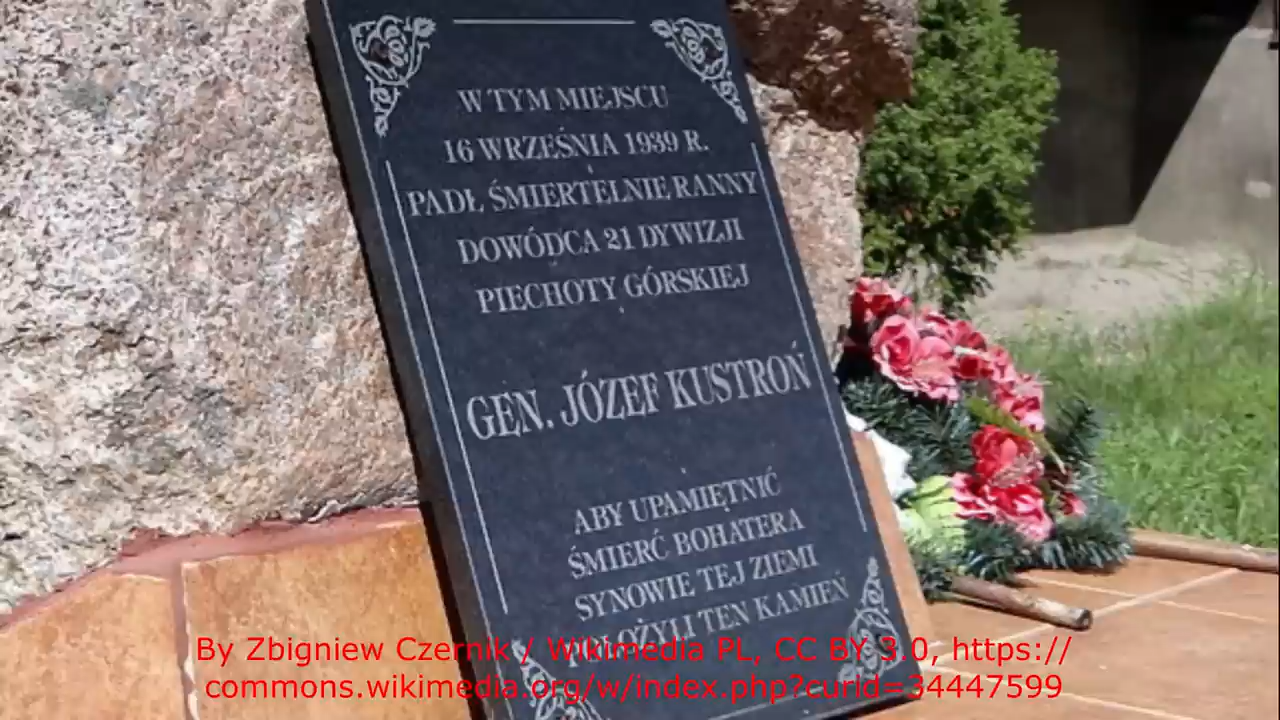 W TYM MIEJSCU
16 WRZEŚNIA 1939 R.
PADŁ ŚMIERTELNIE RANNY
DOWÓDCA 21 DYWIZJI
PIECHOTY GÓRSKIEJ
GEN. JÓZEF KUSTROŃ
ABY UPAMIĘTNIĆ
ŚMIERĆ BOHATERA
SYNOWIE TEJ ZIEMI
POŁOŻYLI TEN KAMIEŃ
By Zbigniew Czernik / Wikimedia PL, CC BY 3.0, https://
commons.wikimedia.org/w/index.php?curid=34447599